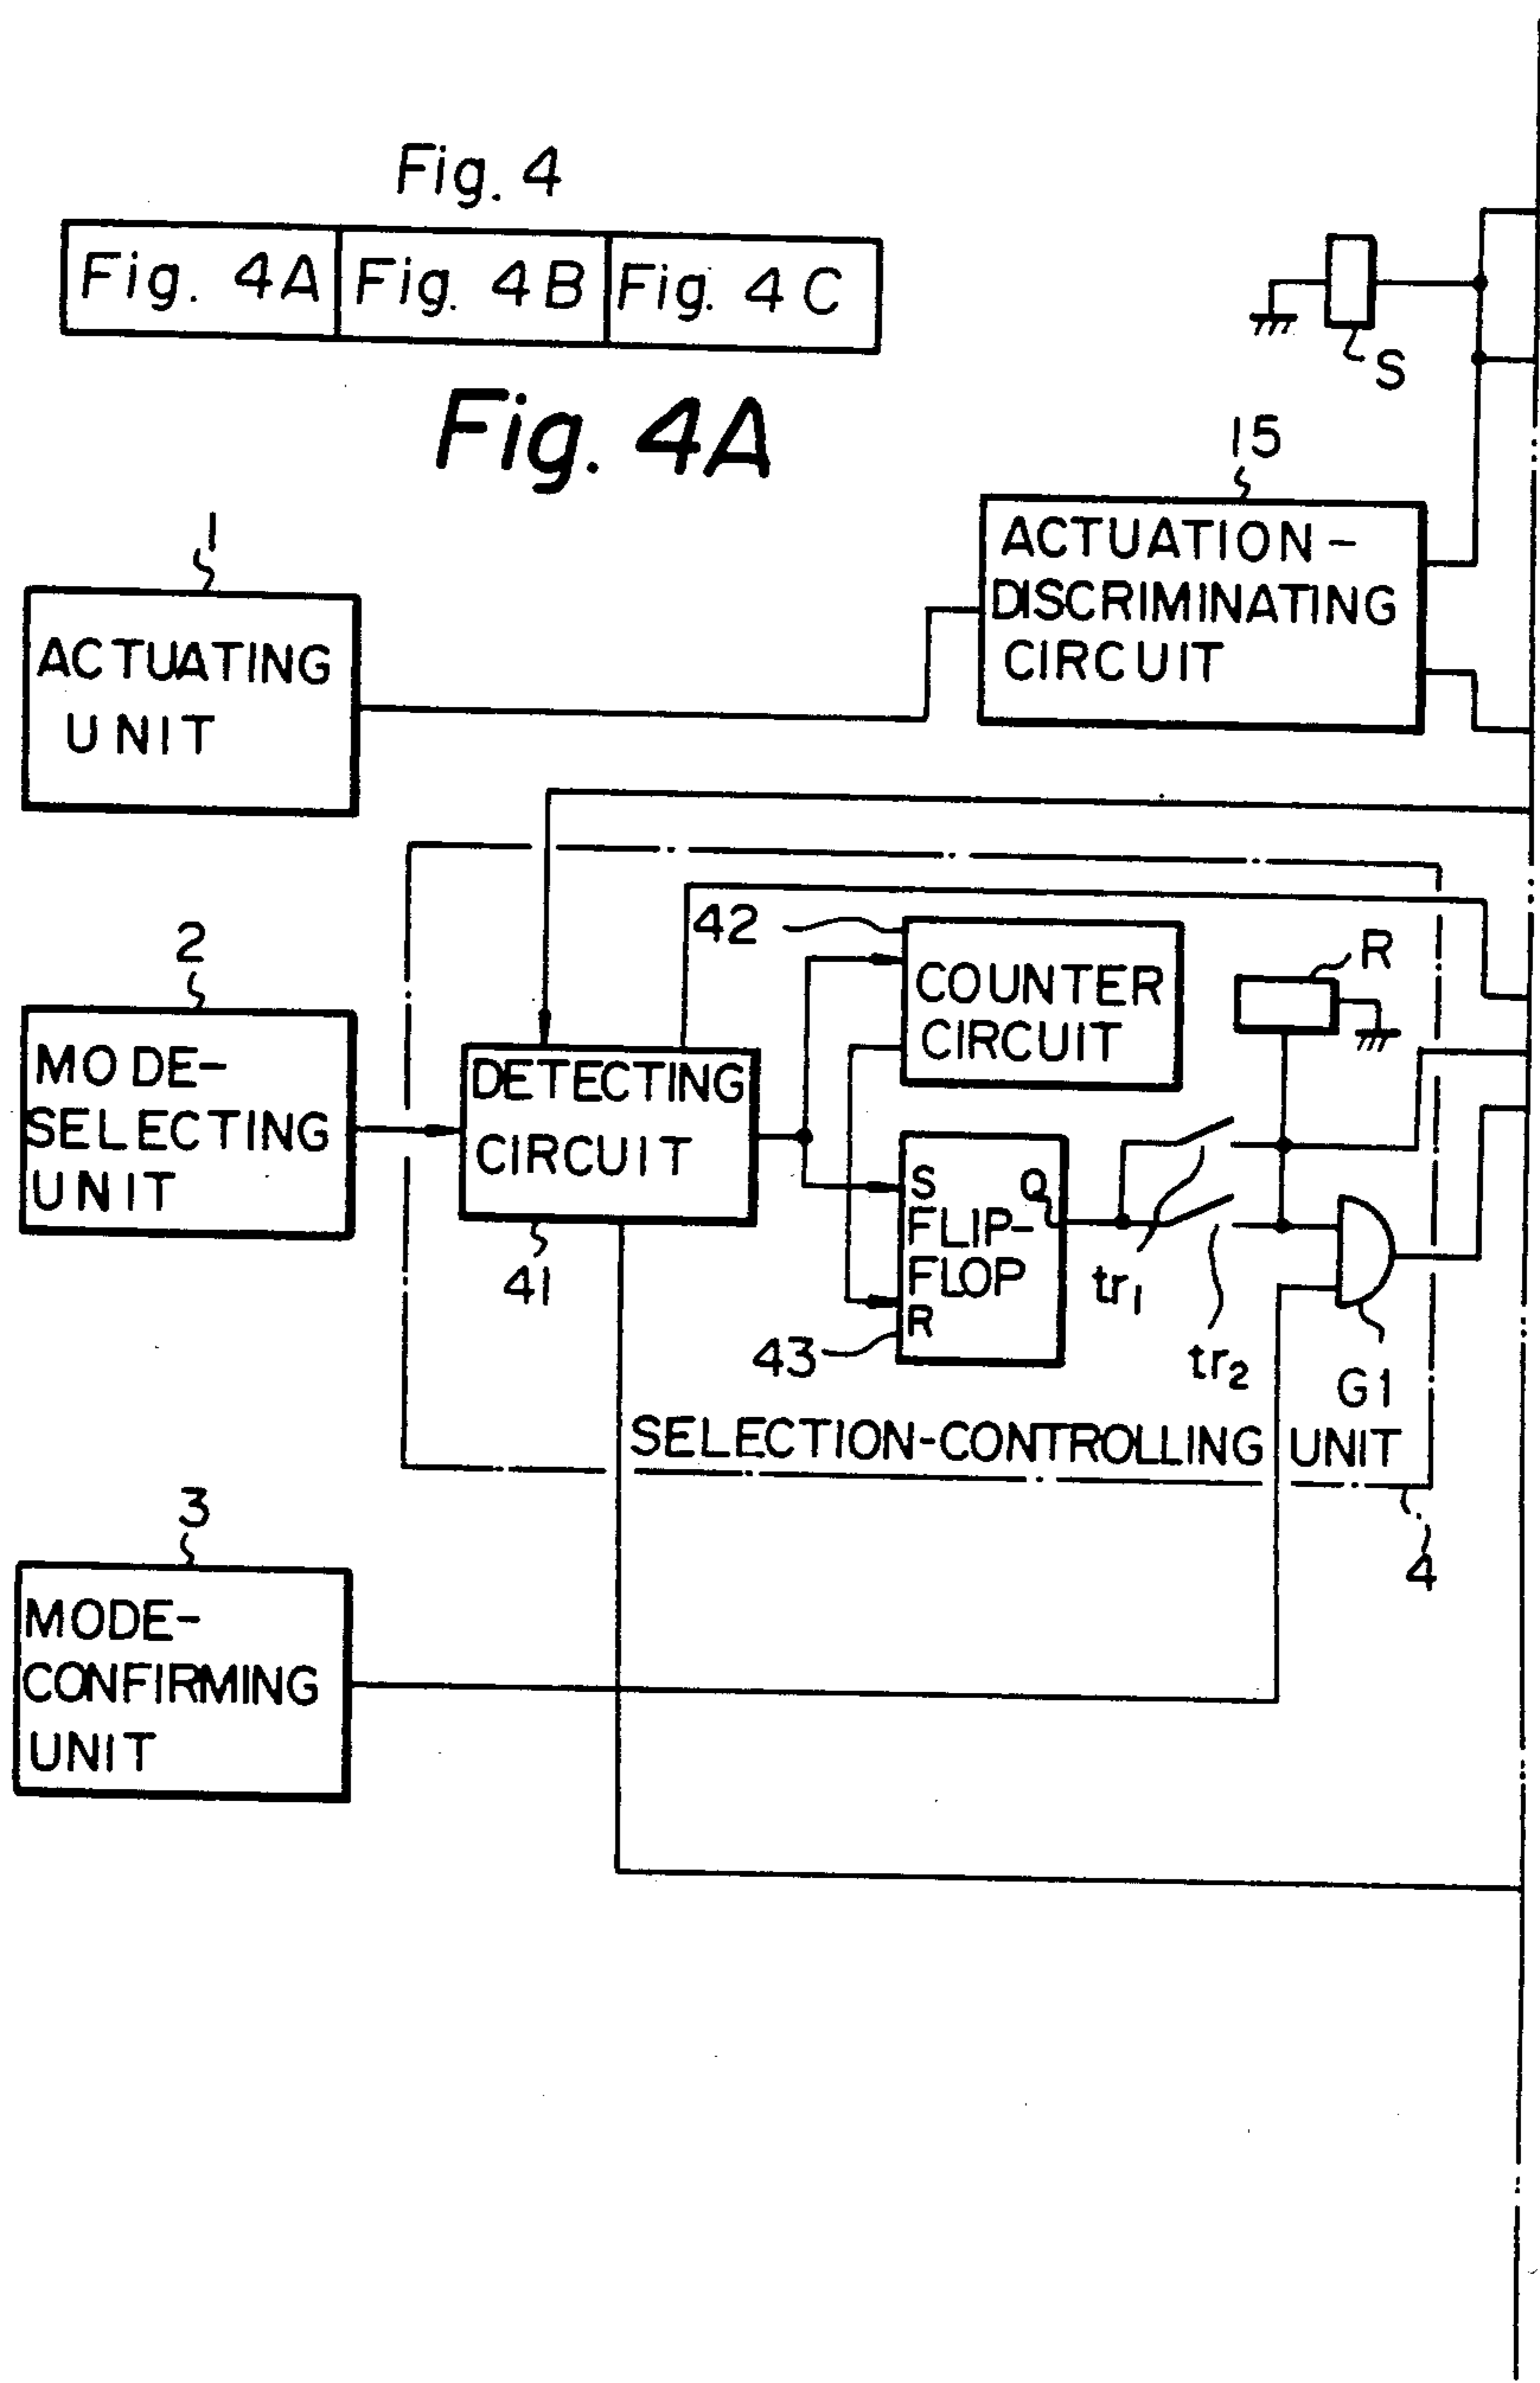 Fig. 4
Fig. 4A Fig. 4B Fig. 4C
Fig. 4A
S
15
ACTUATION-
DISCRIMINATING
CIRCUIT
1
ACTUATING
UNIT
2
MODE-
SELECTING
UNIT
42
COUNTER
CIRCUIT
R
DETECTING
CIRCUIT
41
S Q
FLIP-
FLOP
R
43
tr1
tr2
G1
SELECTION-CONTROLLING UNIT
4
3
MODE-
CONFIRMING
UNIT